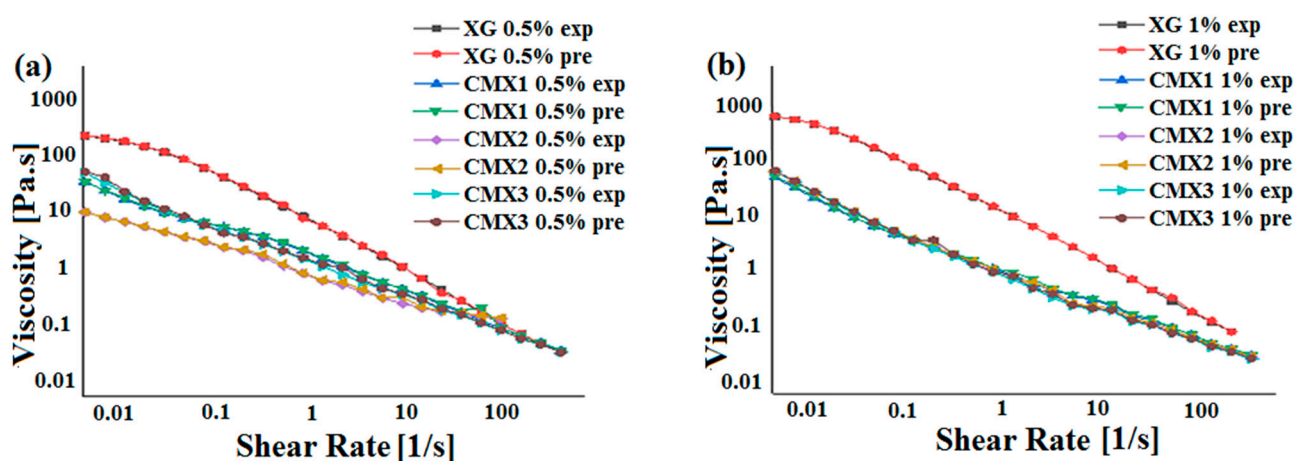 (a)
XG 0.5% exp
XG 0.5% pre
CMX1 0.5% exp
CMX1 0.5% pre
CMX2 0.5% exp
CMX2 0.5% pre
CMX3 0.5% exp
CMX3 0.5% pre
Viscosity [Pa.s]
1000
100
10
1
0.1
0.01
0.01 0.1 1 10 100
Shear Rate [1/s]
(b)
XG 1% exp
XG 1% pre
CMX1 1% exp
CMX1 1% pre
CMX2 1% exp
CMX2 1% pre
CMX3 1% exp
CMX3 1% pre
Viscosity [Pa.s]
1000
100
10
1
0.1
0.01
0.01 0.1 1 10 100
Shear Rate [1/s]